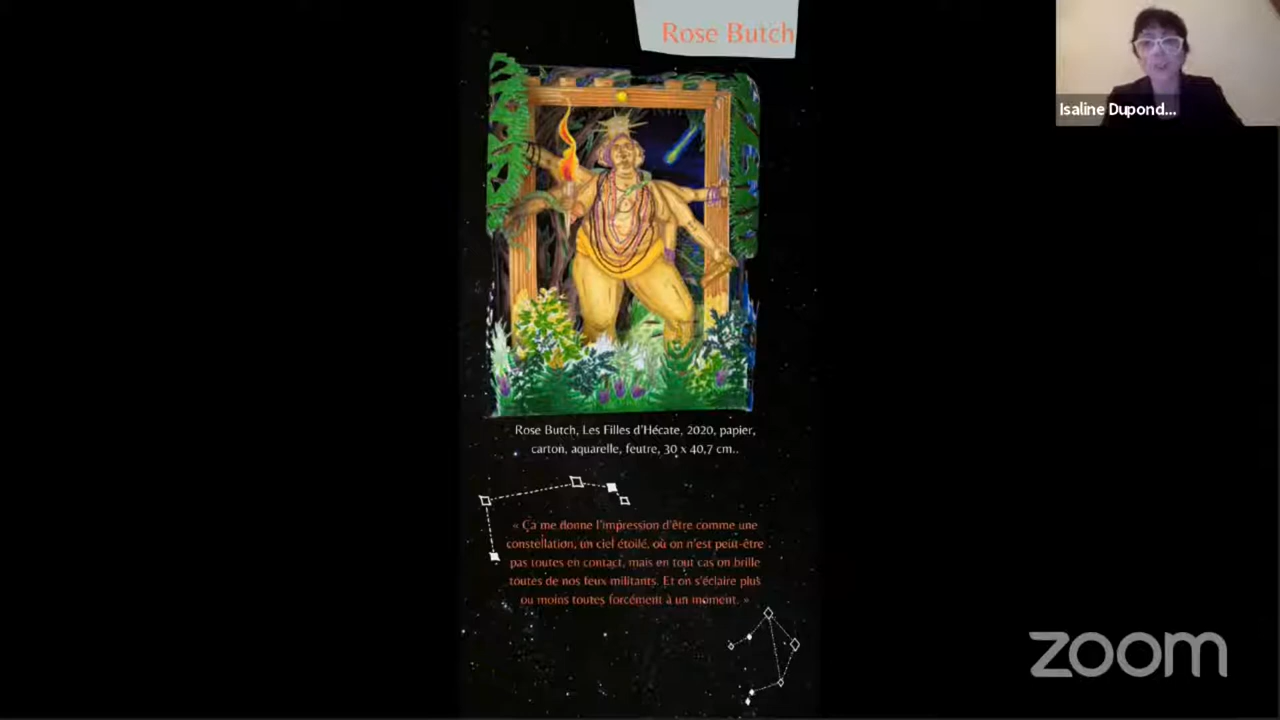 Rose Butch
Isaline Dupond...
Rose Butch, Les Filles d'Hécate, 2020, papier,
carton, aquarelle, feutre, 30 x 40,7 cm..
« Ça me donne l'impression d'être comme une
constellation, un ciel étoilé, où on n'est peut-être
pas toutes en contact, mais en tout cas on brille
toutes de nos feux militants. Et on s'éclaire plus
ou moins toutes forcément à un moment. »
zoom